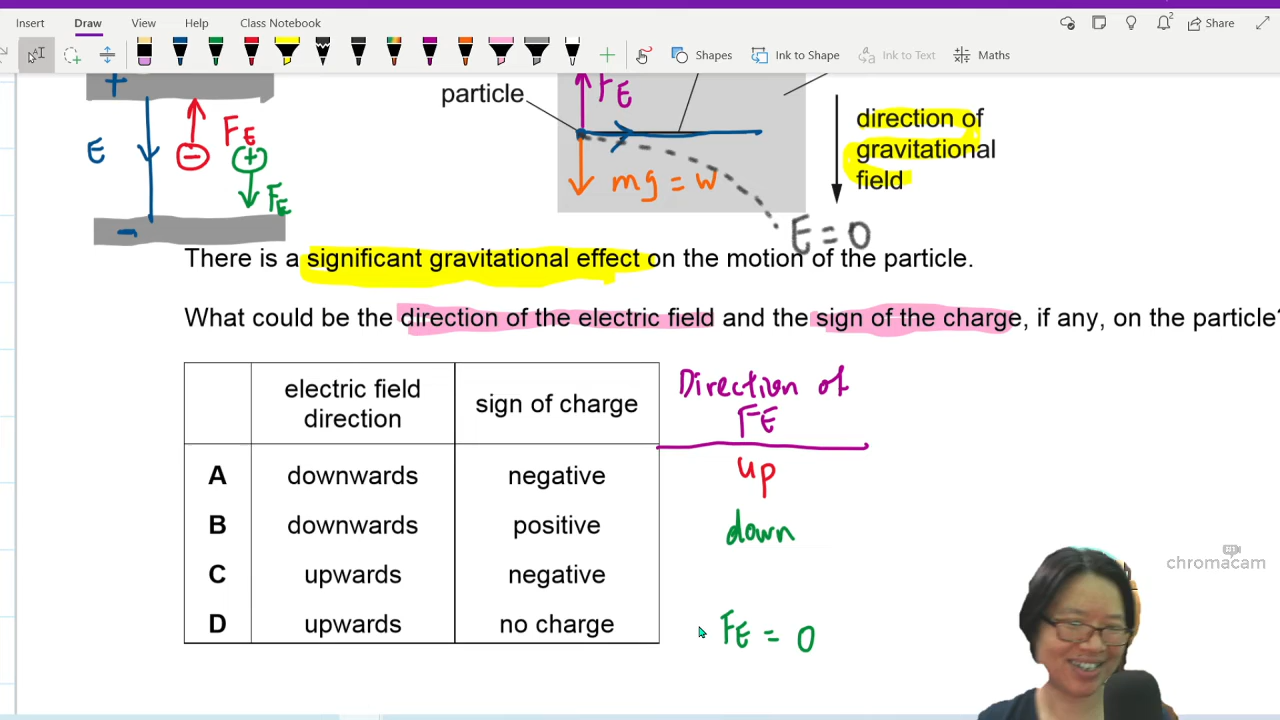 Insert Draw View Help Class Notebook Share
Shapes Ink to Shape Ink to Text Maths
+
E
−
FE
+
FE
−
particle
FE
mg = W
direction of
gravitational
field
E = 0
There is a significant gravitational effect on the motion of the particle.
What could be the direction of the electric field and the sign of the charge, if any, on the particle?
electric field
direction
sign of charge
Direction of
FE
A downwards negative up
B downwards positive down
C upwards negative
D upwards no charge FE = 0
chromacam